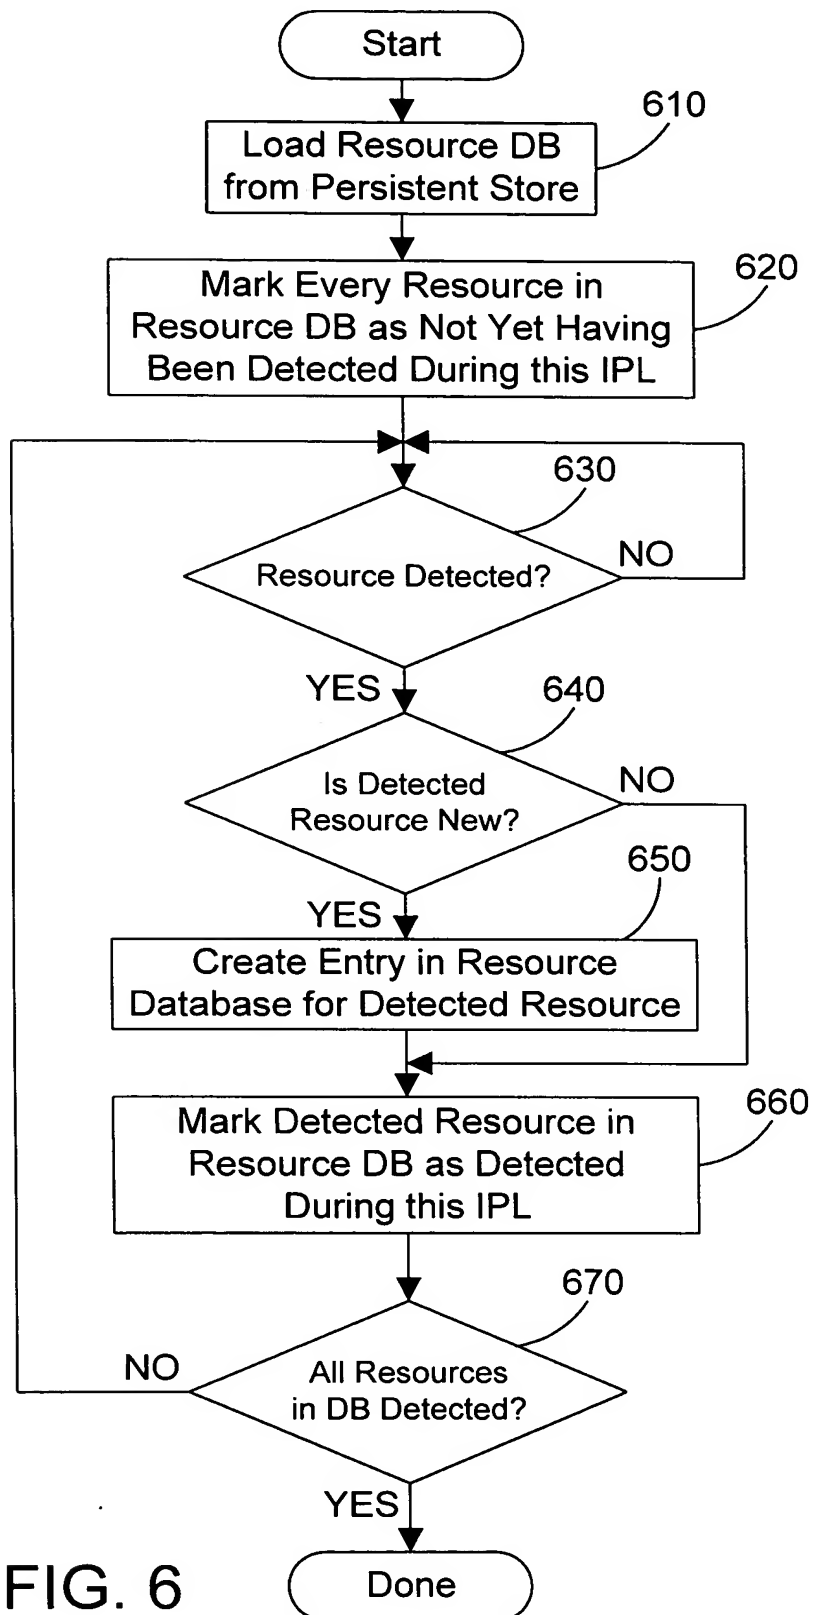 Start
610
Load Resource DB
from Persistent Store
620
Mark Every Resource in
Resource DB as Not Yet Having
Been Detected During this IPL
630
Resource Detected?
NO
YES
640
Is Detected
Resource New?
NO
YES
650
Create Entry in Resource
Database for Detected Resource
660
Mark Detected Resource in
Resource DB as Detected
During this IPL
670
All Resources
in DB Detected?
NO
YES
Done
FIG. 6